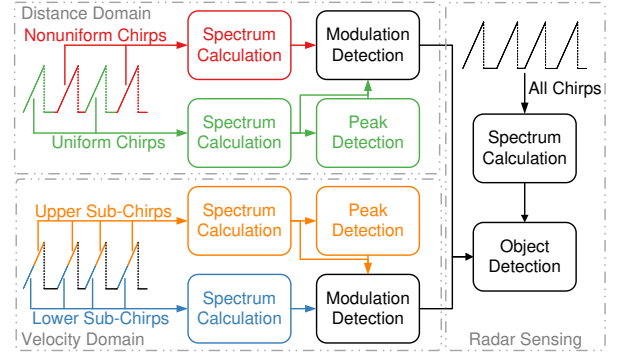 Distance Domain
Nonuniform Chirps
Spectrum
Calculation
Modulation
Detection
Uniform Chirps
Spectrum
Calculation
Peak
Detection
Upper Sub-Chirps
Spectrum
Calculation
Peak
Detection
Lower Sub-Chirps
Spectrum
Calculation
Modulation
Detection
Velocity Domain
All Chirps
Spectrum
Calculation
Object
Detection
Radar Sensing